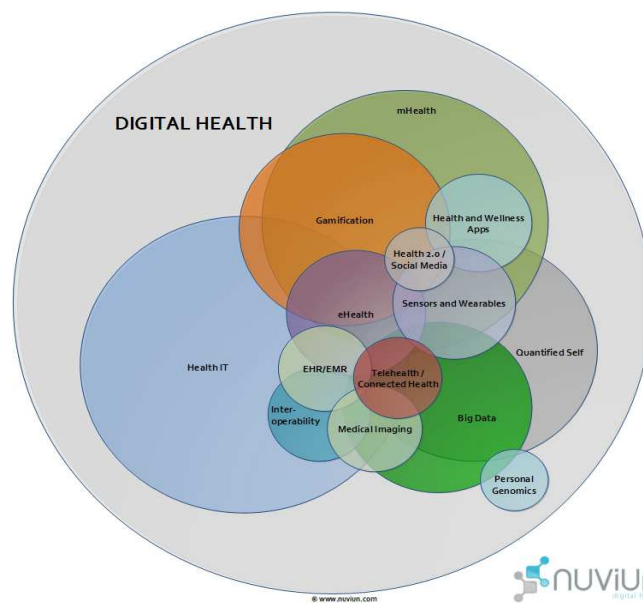 mHealth
DIGITAL HEALTH
Gamification
Health and Wellness
Apps
Health 2.0 /
Social Media
Sensors and Wearables
eHealth
Quantified Self
Health IT
EHR/EMR
Telehealth /
Connected Health
Inter-
operability
Big Data
Medical Imaging
Personal
Genomics
nuviun
© www.nuviun.com